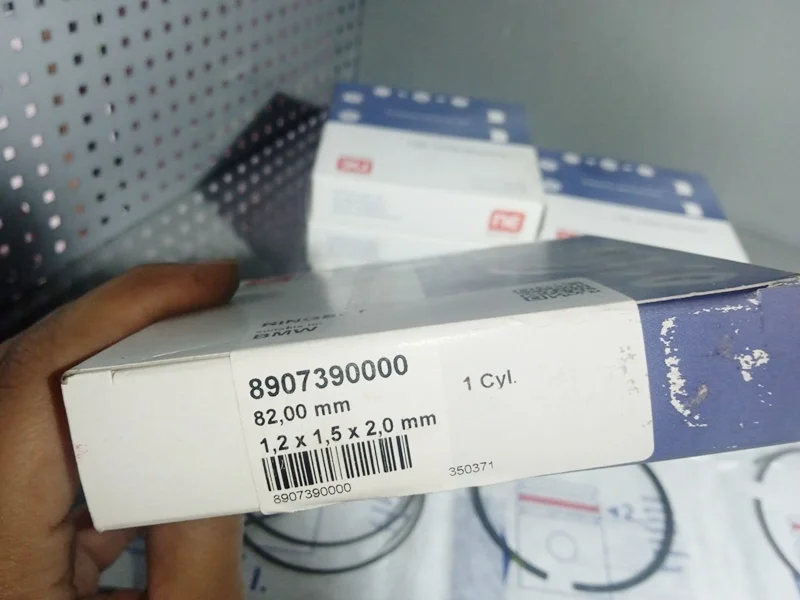 RINGSET
BMW
8907390000
82,00 mm
1,2 x 1,5 x 2,0 mm
8907390000
1 Cyl.
350371